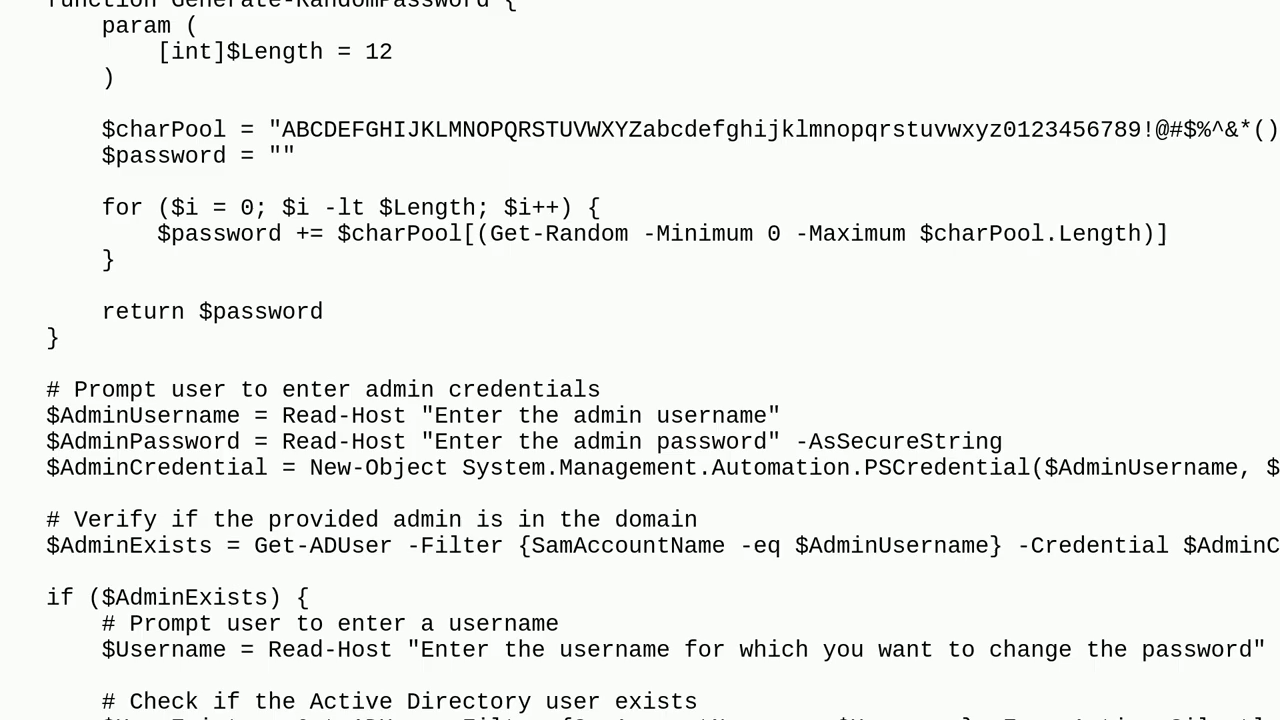 function Generate-RandomPassword {
    param (
        [int]$Length = 12
    )

    $charPool = "ABCDEFGHIJKLMNOPQRSTUVWXYZabcdefghijklmnopqrstuvwxyz0123456789!@#$%^&*()
    $password = ""

    for ($i = 0; $i -lt $Length; $i++) {
        $password += $charPool[(Get-Random -Minimum 0 -Maximum $charPool.Length)]
    }

    return $password
}

# Prompt user to enter admin credentials
$AdminUsername = Read-Host "Enter the admin username"
$AdminPassword = Read-Host "Enter the admin password" -AsSecureString
$AdminCredential = New-Object System.Management.Automation.PSCredential($AdminUsername, $

# Verify if the provided admin is in the domain
$AdminExists = Get-ADUser -Filter {SamAccountName -eq $AdminUsername} -Credential $AdminC

if ($AdminExists) {
    # Prompt user to enter a username
    $Username = Read-Host "Enter the username for which you want to change the password"

    # Check if the Active Directory user exists